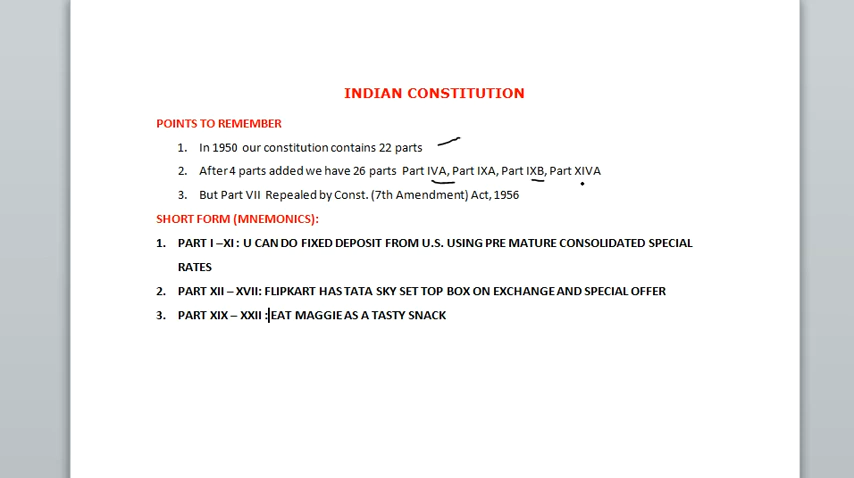 INDIAN CONSTITUTION
POINTS TO REMEMBER
1. In 1950 our constitution contains 22 parts
2. After 4 parts added we have 26 parts Part IVA, Part IXA, Part IXB, Part XIVA
3. But Part VII Repealed by Const. (7th Amendment) Act, 1956
SHORT FORM (MNEMONICS):
1. PART I –XI : U CAN DO FIXED DEPOSIT FROM U.S. USING PRE MATURE CONSOLIDATED SPECIAL
RATES
2. PART XII – XVII: FLIPKART HAS TATA SKY SET TOP BOX ON EXCHANGE AND SPECIAL OFFER
3. PART XIX – XXII : EAT MAGGIE AS A TASTY SNACK